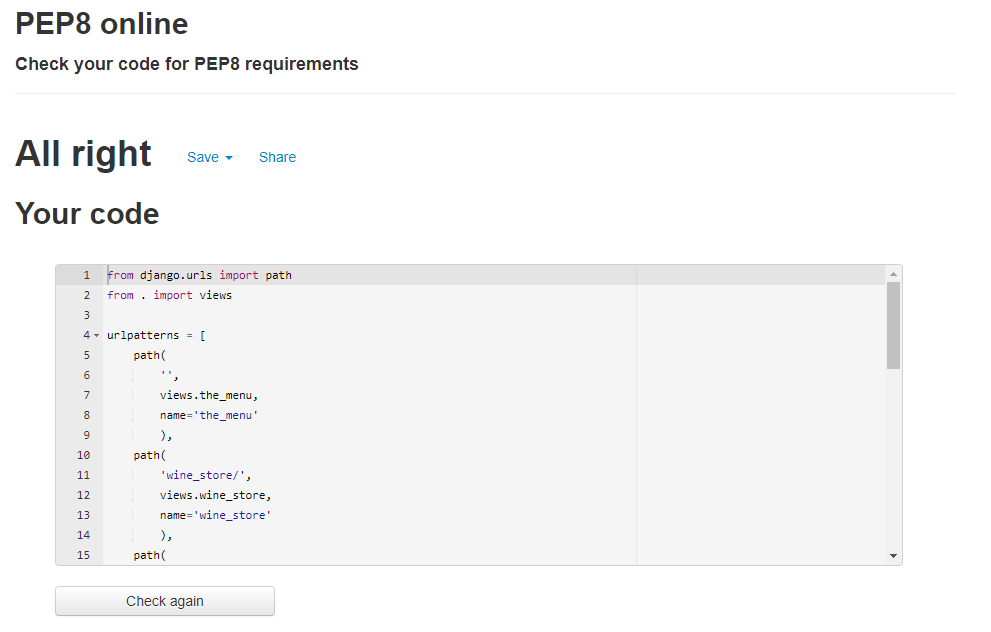 PEP8 online
Check your code for PEP8 requirements
All right Save Share
Your code
1 from django.urls import path
2 from . import views
3
4 urlpatterns = [
5     path(
6         '',
7         views.the_menu,
8         name='the_menu'
9         ),
10     path(
11         'wine_store/',
12         views.wine_store,
13         name='wine_store'
14         ),
15     path(
Check again